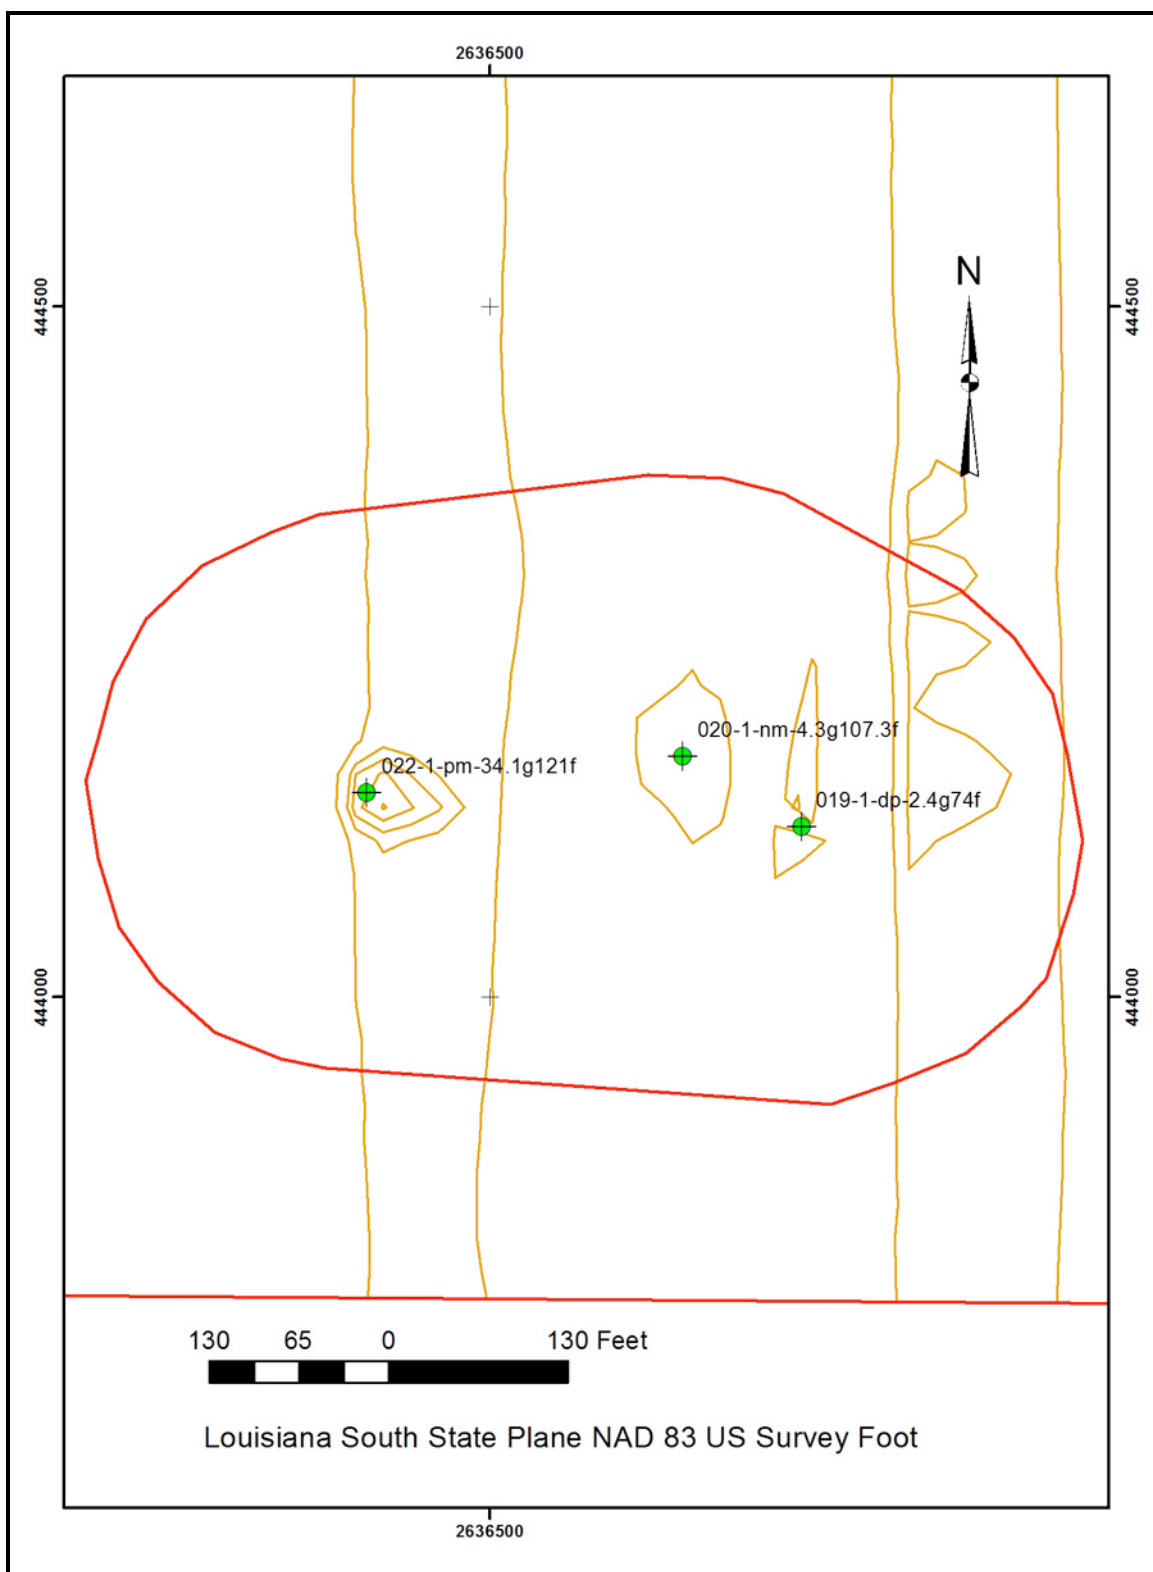 2636500
N
444500
444500
020-1-nm-4.3g107.3f
022-1-pm-34.1g121f
019-1-dp-2.4g74f
444000
444000
130 65 0 130 Feet
Louisiana South State Plane NAD 83 US Survey Foot
2636500